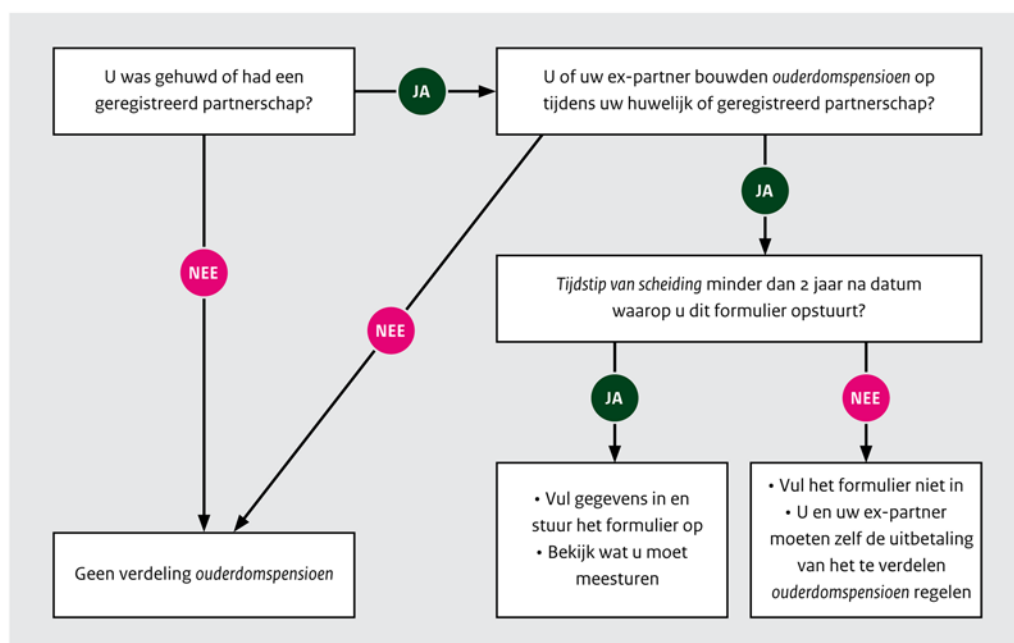 U was gehuwd of had een
geregistreerd partnerschap?
JA
U of uw ex-partner bouwden ouderdomspensioen op
tijdens uw huwelijk of geregistreerd partnerschap?
JA
NEE
NEE
Tijdstip van scheiding minder dan 2 jaar na datum
waarop u dit formulier opstuurt?
JA
NEE
Geen verdeling ouderdomspensioen
• Vul gegevens in en
stuur het formulier op
• Bekijk wat u moet
meesturen
• Vul het formulier niet in
• U en uw ex-partner
moeten zelf de uitbetaling
van het te verdelen
ouderdomspensioen regelen